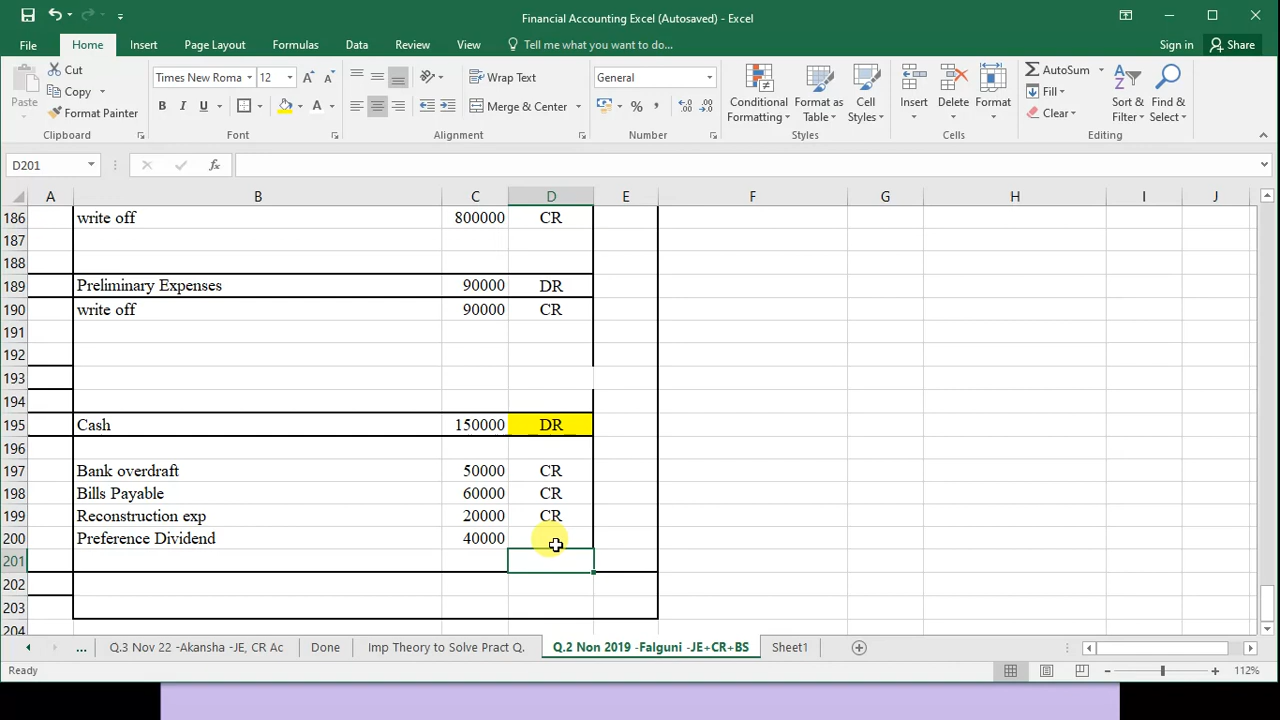 Financial Accounting Excel (Autosaved) - Excel
File Home Insert Page Layout Formulas Data Review View Tell me what you want to do... Sign in Share
Paste Cut Copy Format Painter
Times New Roma 12
B I U A
Wrap Text
Merge & Center
General
% ,
Conditional Formatting Format as Table Cell Styles
Insert Delete Format
AutoSum Fill Clear
Sort & Filter Find & Select
Clipboard Font Alignment Number Styles Cells Editing
D201 fx
A B C D E F G H I J
186 write off 800000 CR
187
188
189 Preliminary Expenses 90000 DR
190 write off 90000 CR
191
192
193
194
195 Cash 150000 DR
196
197 Bank overdraft 50000 CR
198 Bills Payable 60000 CR
199 Reconstruction exp 20000 CR
200 Preference Dividend 40000
201
202
203
204
... Q.3 Nov 22 -Akansha -JE, CR Ac Done Imp Theory to Solve Pract Q. Q.2 Non 2019 -Falguni -JE+CR+BS Sheet1
Ready 112%